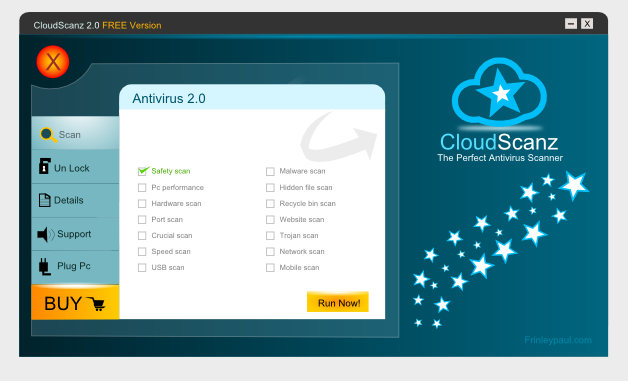 CloudScanz 2.0 FREE Version
X
X
Antivirus 2.0
Scan
Un Lock
Details
Support
Plug Pc
BUY
Safety scan
Pc performance
Hardware scan
Port scan
Crucial scan
Speed scan
USB scan
Malware scan
Hidden file scan
Recycle bin scan
Website scan
Trojan scan
Network scan
Mobile scan
Run Now!
CloudScanz
The Perfect Antivirus Scanner
Frinleypaul.com